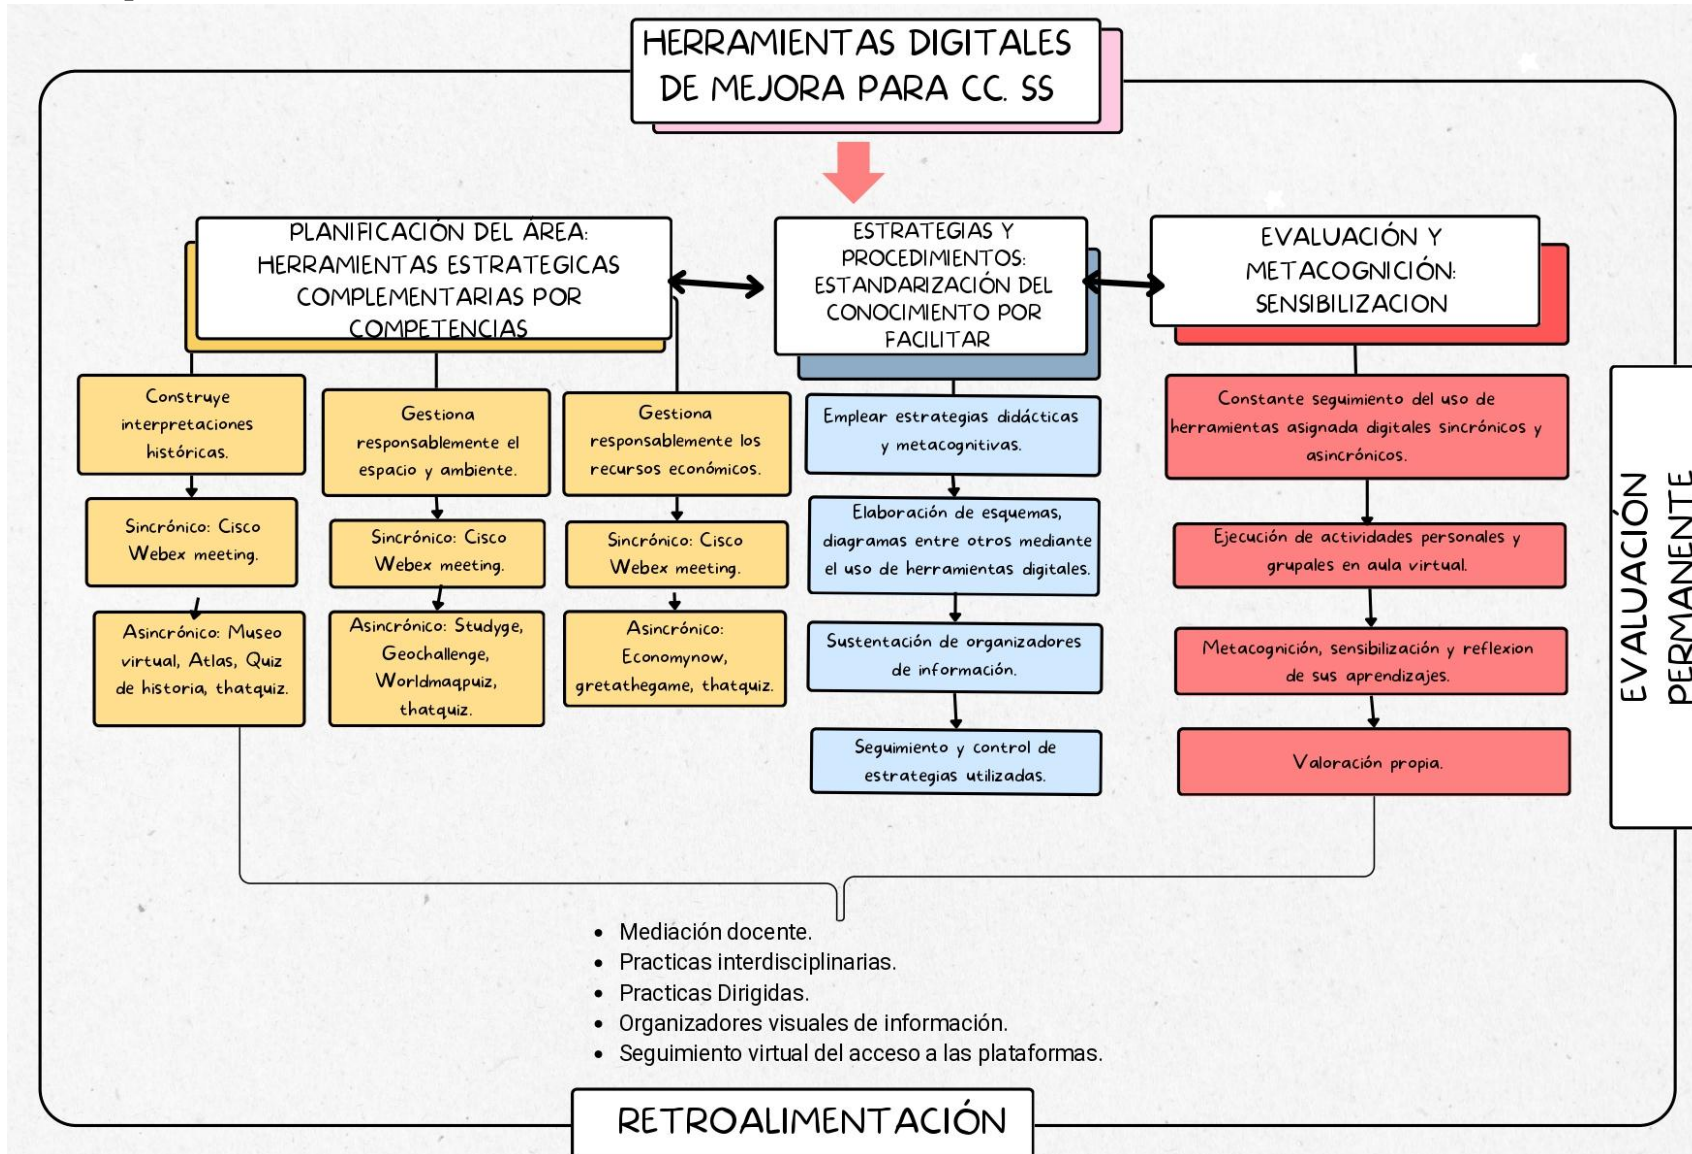 HERRAMIENTAS DIGITALES
DE MEJORA PARA CC. SS
PLANIFICACIÓN DEL ÁREA:
HERRAMIENTAS ESTRATEGICAS
COMPLEMENTARIAS POR
COMPETENCIAS
ESTRATEGIAS Y
PROCEDIMIENTOS:
ESTANDARIZACIÓN DEL
CONOCIMIENTO POR
FACILITAR
EVALUACIÓN Y
METACOGNICIÓN:
SENSIBILIZACION
Construye
interpretaciones
históricas.
Sincrónico: Cisco
Webex meeting.
Asincrónico: Museo
virtual, Atlas, Quiz
de historia, thatquiz.
Gestiona
responsablemente el
espacio y ambiente.
Sincrónico: Cisco
Webex meeting.
Asincrónico: Studyge,
Geochallenge,
Worldmaqpuiz,
thatquiz.
Gestiona
responsablemente los
recursos económicos.
Sincrónico: Cisco
Webex meeting.
Asincrónico:
Economynow,
gretathegame, thatquiz.
Emplear estrategias didácticas
y metacognitivas.
Elaboración de esquemas,
diagramas entre otros mediante
el uso de herramientas digitales.
Sustentación de organizadores
de información.
Seguimiento y control de
estrategias utilizadas.
Constante seguimiento del uso de
herramientas asignada digitales sincrónicos y
asincrónicos.
Ejecución de actividades personales y
grupales en aula virtual.
Metacognición, sensibilización y reflexion
de sus aprendizajes.
Valoración propia.
EVALUACIÓN
PERMANENTE
• Mediación docente.
• Practicas interdisciplinarias.
• Practicas Dirigidas.
• Organizadores visuales de información.
• Seguimiento virtual del acceso a las plataformas.
RETROALIMENTACIÓN